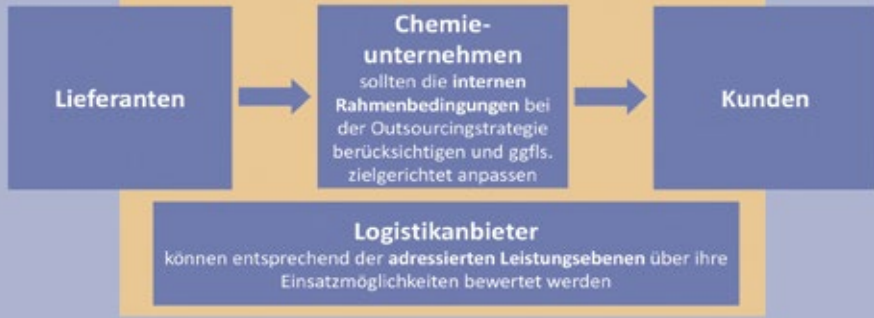 Lieferanten
Chemie-
unternehmen
sollten die internen
Rahmenbedingungen bei
der Outsourcingstrategie
berücksichtigen und ggfls.
zielgerichtet anpassen
Kunden
Logistikanbieter
können entsprechend der adressierten Leistungsebenen über ihre
Einsatzmöglichkeiten bewertet werden